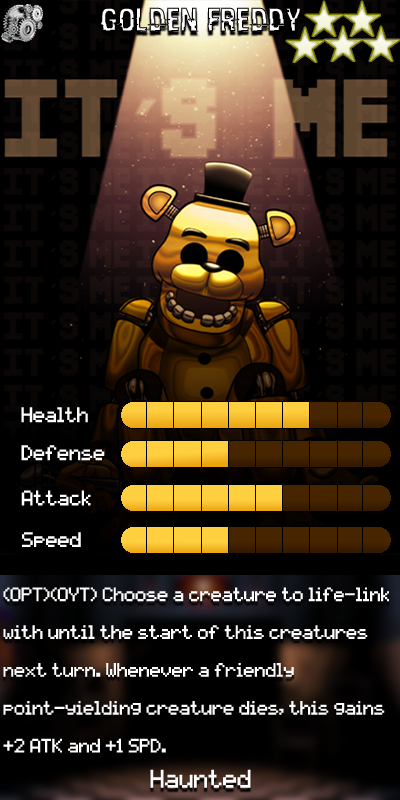 GOLDEN FREDDY
IT'S ME
Health
Defense
Attack
Speed
(OPT)(OYT) Choose a creature to life-link
with until the start of this creatures
next turn. Whenever a friendly
point-yielding creature dies, this gains
+2 ATK and +1 SPD.
Haunted